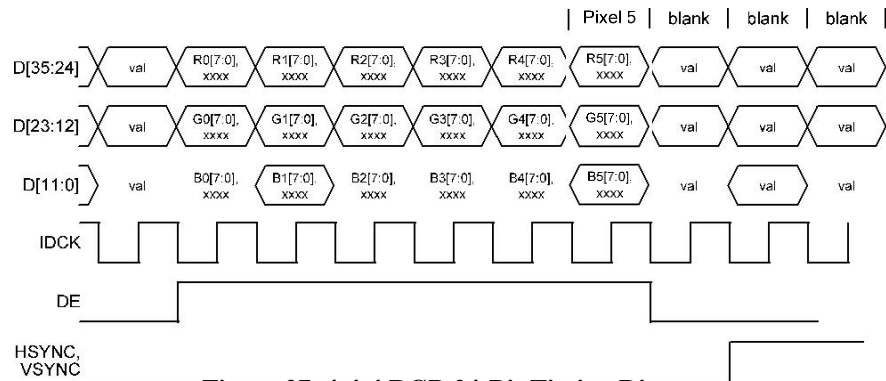 | Pixel 5 | blank | blank | blank
D[35:24] val R0[7:0], xxxx R1[7:0], xxxx R2[7:0], xxxx R3[7:0], xxxx R4[7:0], xxxx R5[7:0], xxxx val val val
D[23:12] val G0[7:0], xxxx G1[7:0], xxxx G2[7:0], xxxx G3[7:0], xxxx G4[7:0], xxxx G5[7:0], xxxx val val val
D[11:0] val B0[7:0], xxxx B1[7:0], xxxx B2[7:0], xxxx B3[7:0], xxxx B4[7:0], xxxx B5[7:0], xxxx val val
IDCK
DE
HSYNC,
VSYNC